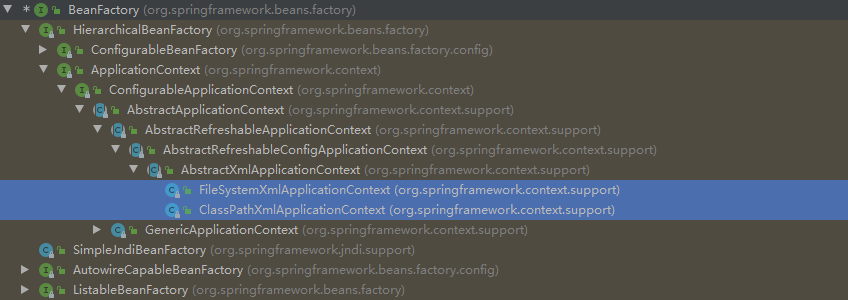 * BeanFactory (org.springframework.beans.factory)
HierarchicalBeanFactory (org.springframework.beans.factory)
ConfigurableBeanFactory (org.springframework.beans.factory.config)
ApplicationContext (org.springframework.context)
ConfigurableApplicationContext (org.springframework.context)
AbstractApplicationContext (org.springframework.context.support)
AbstractRefreshableApplicationContext (org.springframework.context.support)
AbstractRefreshableConfigApplicationContext (org.springframework.context.support)
AbstractXmlApplicationContext (org.springframework.context.support)
FileSystemXmlApplicationContext (org.springframework.context.support)
ClassPathXmlApplicationContext (org.springframework.context.support)
GenericApplicationContext (org.springframework.context.support)
SimpleJndiBeanFactory (org.springframework.jndi.support)
AutowireCapableBeanFactory (org.springframework.beans.factory.config)
ListableBeanFactory (org.springframework.beans.factory)